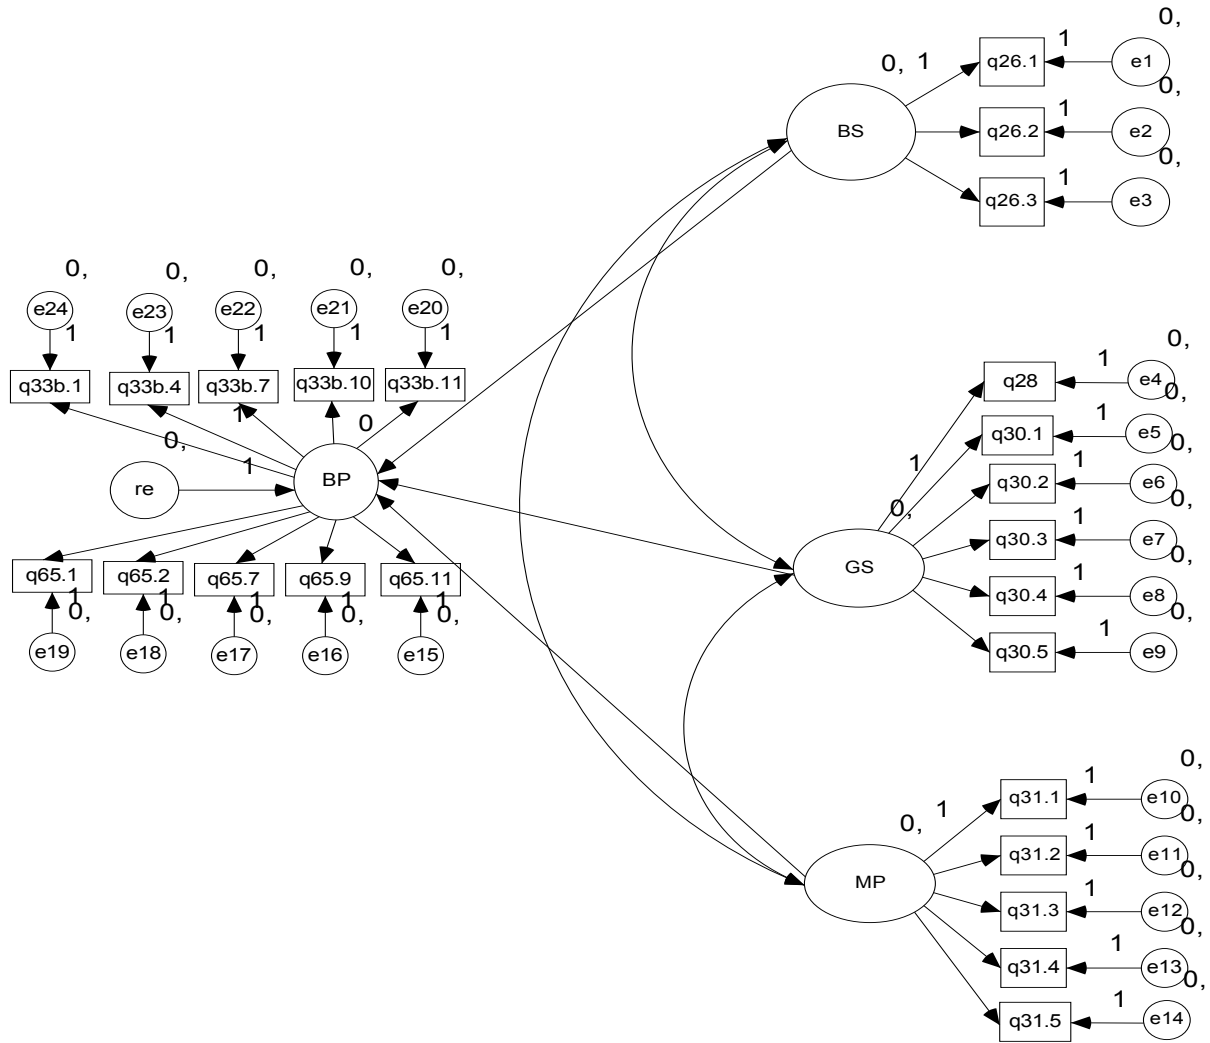 0,
1
q26.1
e1
0, 1
0,
BS
1
q26.2
e2
0,
1
q26.3
e3
0,
0,
0,
0,
0,
e24
e23
e22
e21
e20
1
1
1
1
1
q33b.1
q33b.4
q33b.7
q33b.10
q33b.11
1
0
0,
1
re
BP
q65.1
q65.2
q65.7
q65.9
q65.11
1
1
1
0,
0,
0,
0,
0,
e19
e18
e17
e16
e15
0,
1
q28
e4
0,
1
q30.1
e5
0,
1
1
q30.2
e6
0,
0,
1
q30.3
e7
0,
GS
1
q30.4
e8
0,
1
q30.5
e9
0,
1
q31.1
e10
0, 1
0,
1
q31.2
e11
0,
MP
1
q31.3
e12
0,
1
q31.4
e13
0,
1
q31.5
e14